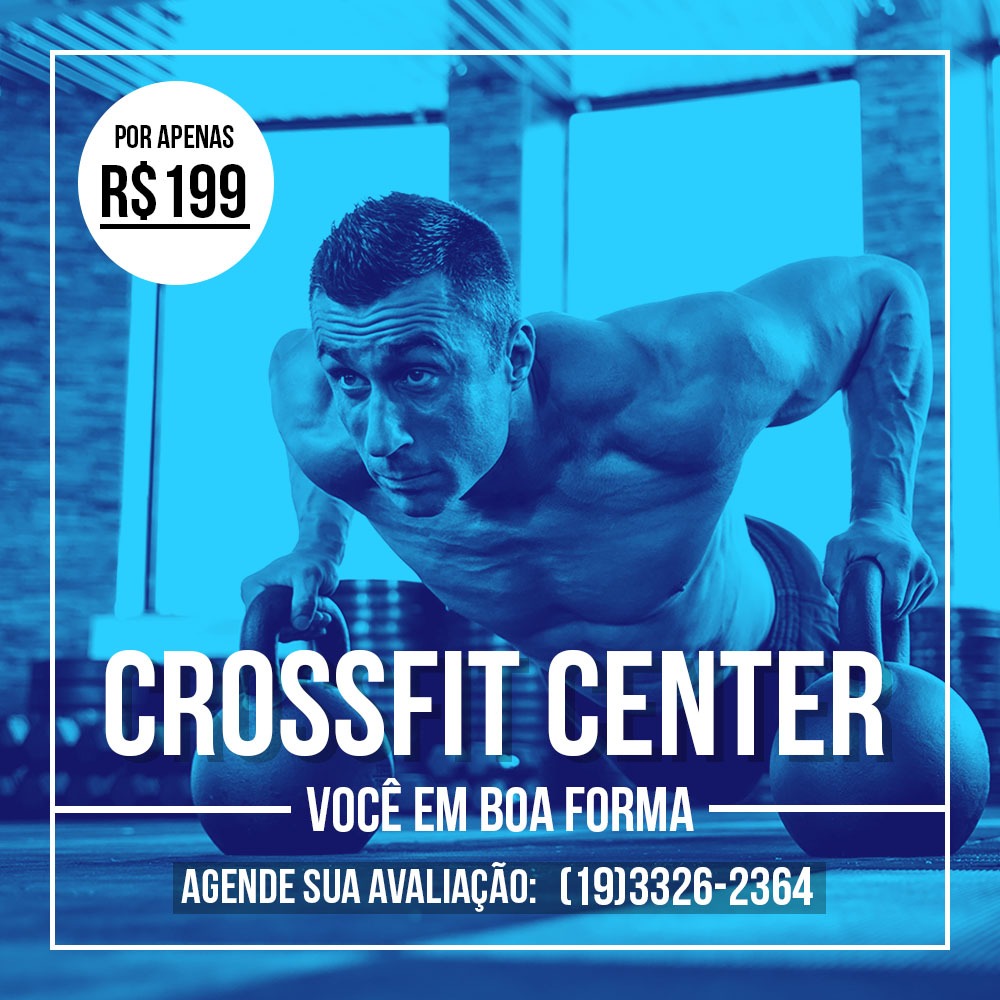 POR APENAS
R$199
CROSSFIT CENTER
VOCÊ EM BOA FORMA
AGENDE SUA AVALIAÇÃO: (19)3326-2364